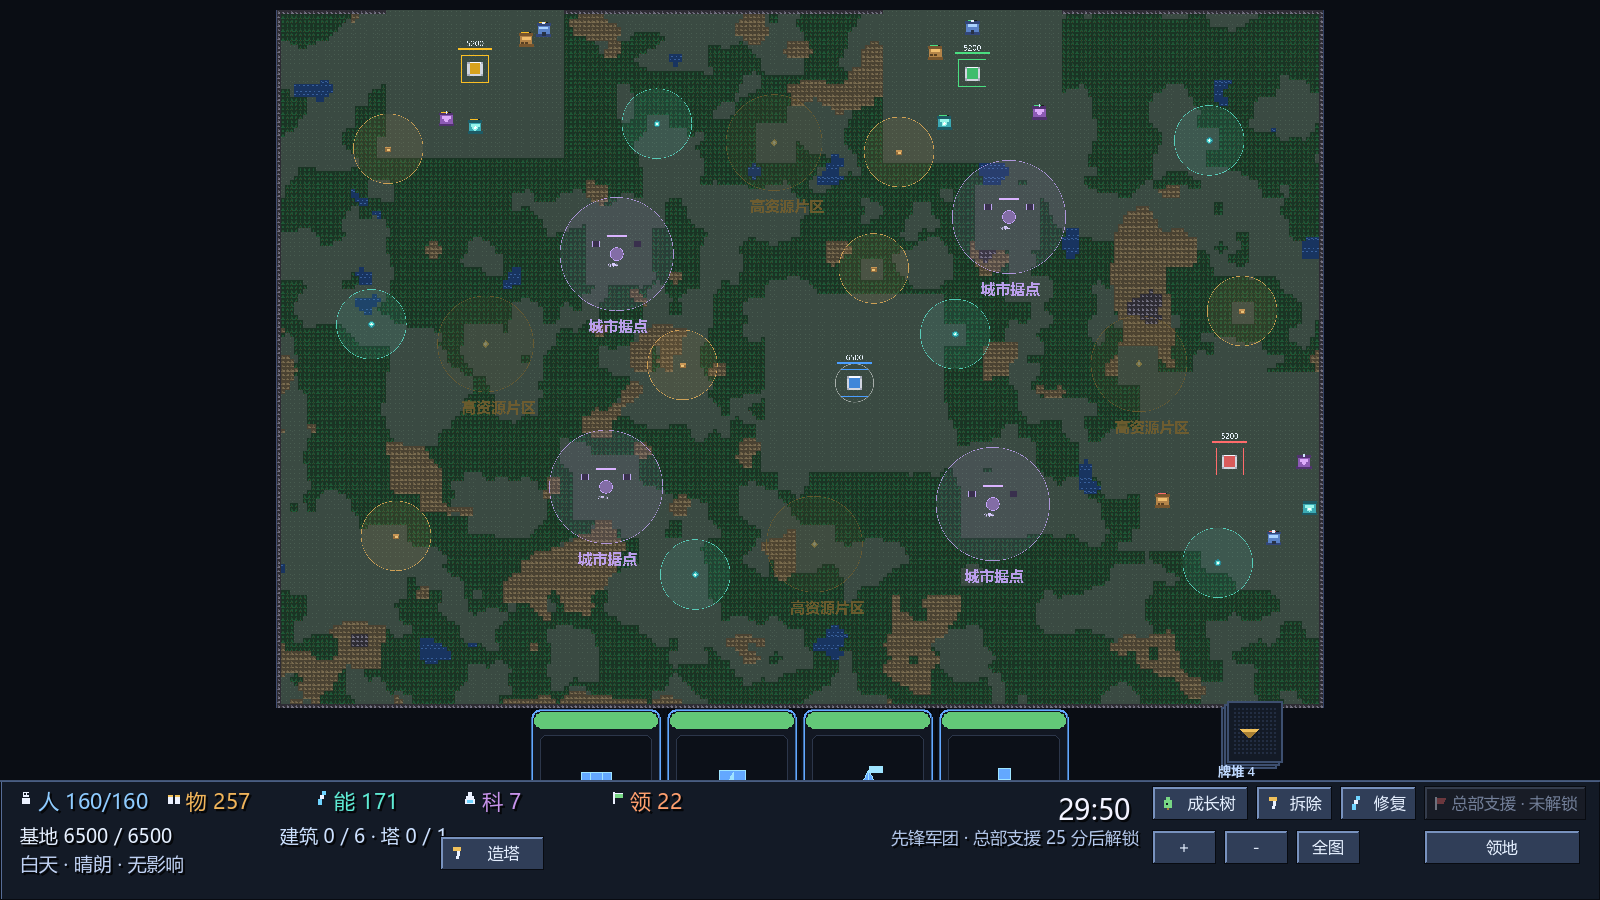 5200
5200
高资源片区
城市据点
城市据点
6500
高资源片区
高资源片区
5200
城市据点
城市据点
高资源片区
牌堆 4
人 160/160
物 257
能 171
科 7
领 22
29:50
成长树
拆除
修复
总部支援 · 未解锁
基地 6500 / 6500
建筑 0 / 6 · 塔 0 / 1
先锋军团 · 总部支援 25 分后解锁
造塔
+
-
全图
领地
白天 · 晴朗 · 无影响